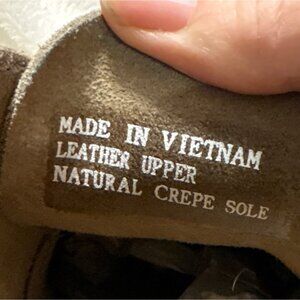 MADE IN VIETNAM
LEATHER UPPER
NATURAL CREPE SOLE